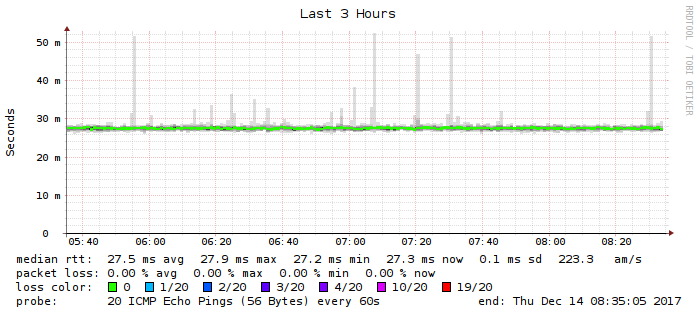 Last 3 Hours
RRDTOOL / TOBI OETIKER
Seconds
50 m
40 m
30 m
20 m
10 m
0
05:40 06:00 06:20 06:40 07:00 07:20 07:40 08:00 08:20
median rtt: 27.5 ms avg 27.9 ms max 27.2 ms min 27.3 ms now 0.1 ms sd 223.3 am/s
packet loss: 0.00 % avg 0.00 % max 0.00 % min 0.00 % now
loss color: 0 1/20 2/20 3/20 4/20 10/20 19/20
probe: 20 ICMP Echo Pings (56 Bytes) every 60s end: Thu Dec 14 08:35:05 2017